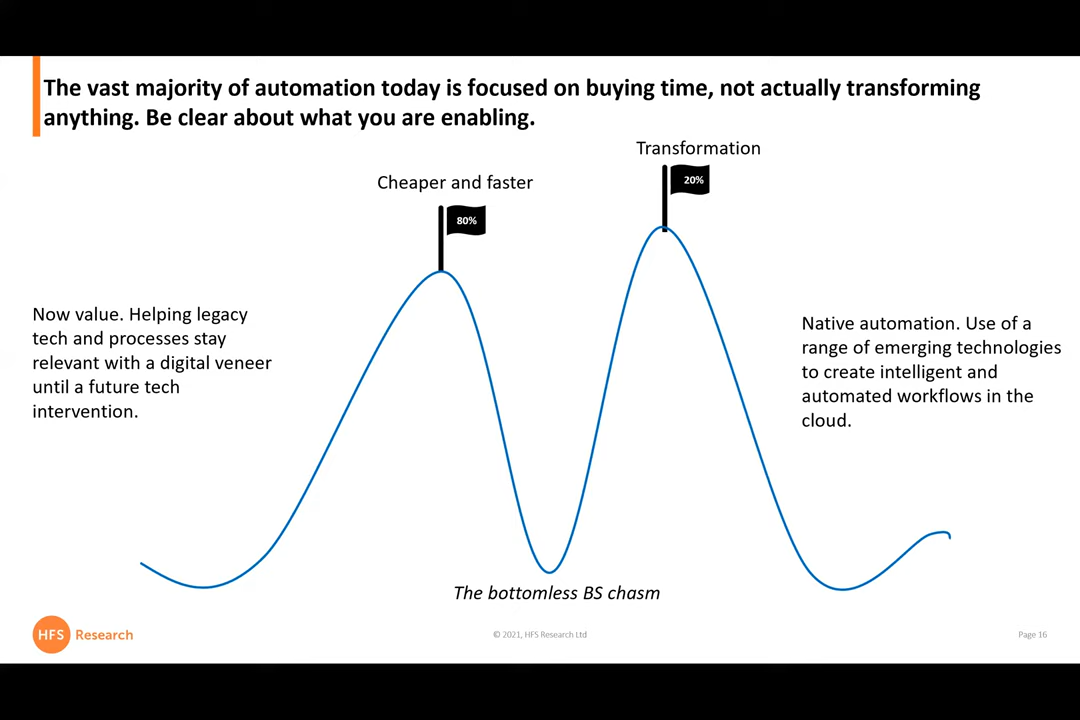 The vast majority of automation today is focused on buying time, not actually transforming
anything. Be clear about what you are enabling.
Transformation
20%
Cheaper and faster
80%
Now value. Helping legacy
tech and processes stay
relevant with a digital veneer
until a future tech
intervention.
Native automation. Use of a
range of emerging technologies
to create intelligent and
automated workflows in the
cloud.
The bottomless BS chasm
HFS Research
© 2021, HFS Research Ltd
Page 16